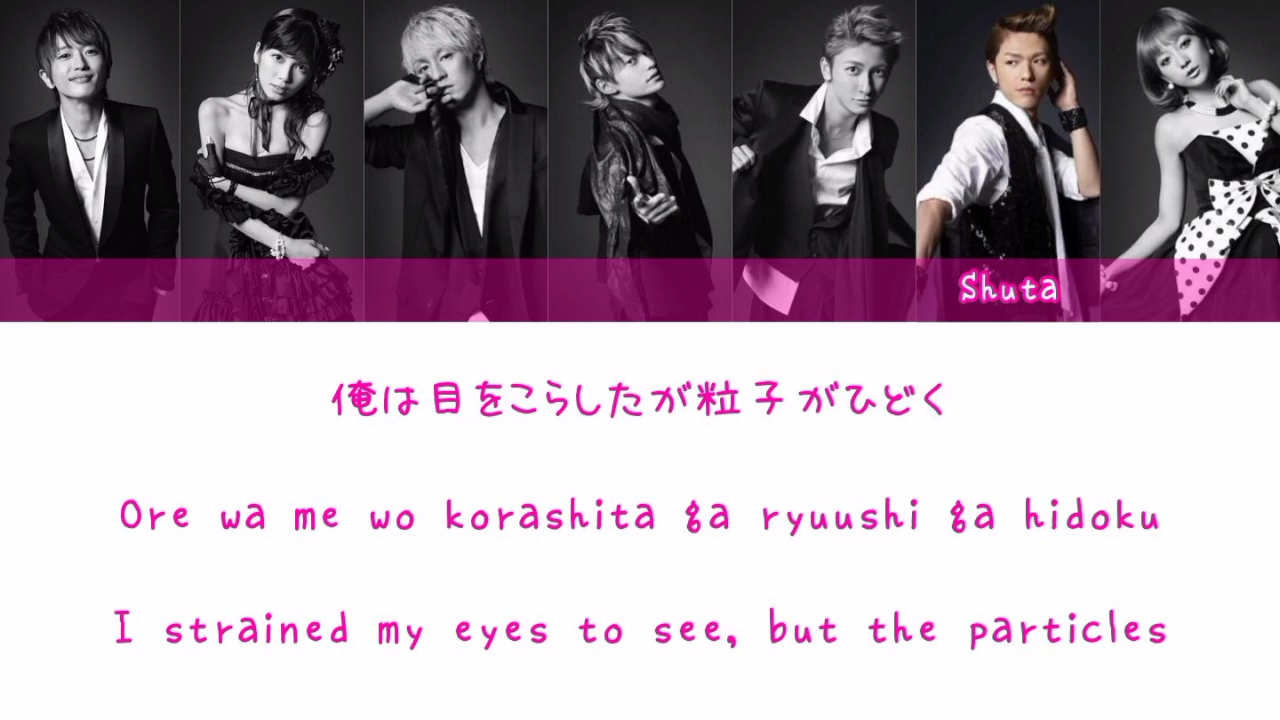 Shuta
俺は目をこらしたが粒子がひどく
Ore wa me wo korashita ga ryuushi ga hidoku
I strained my eyes to see, but the particles